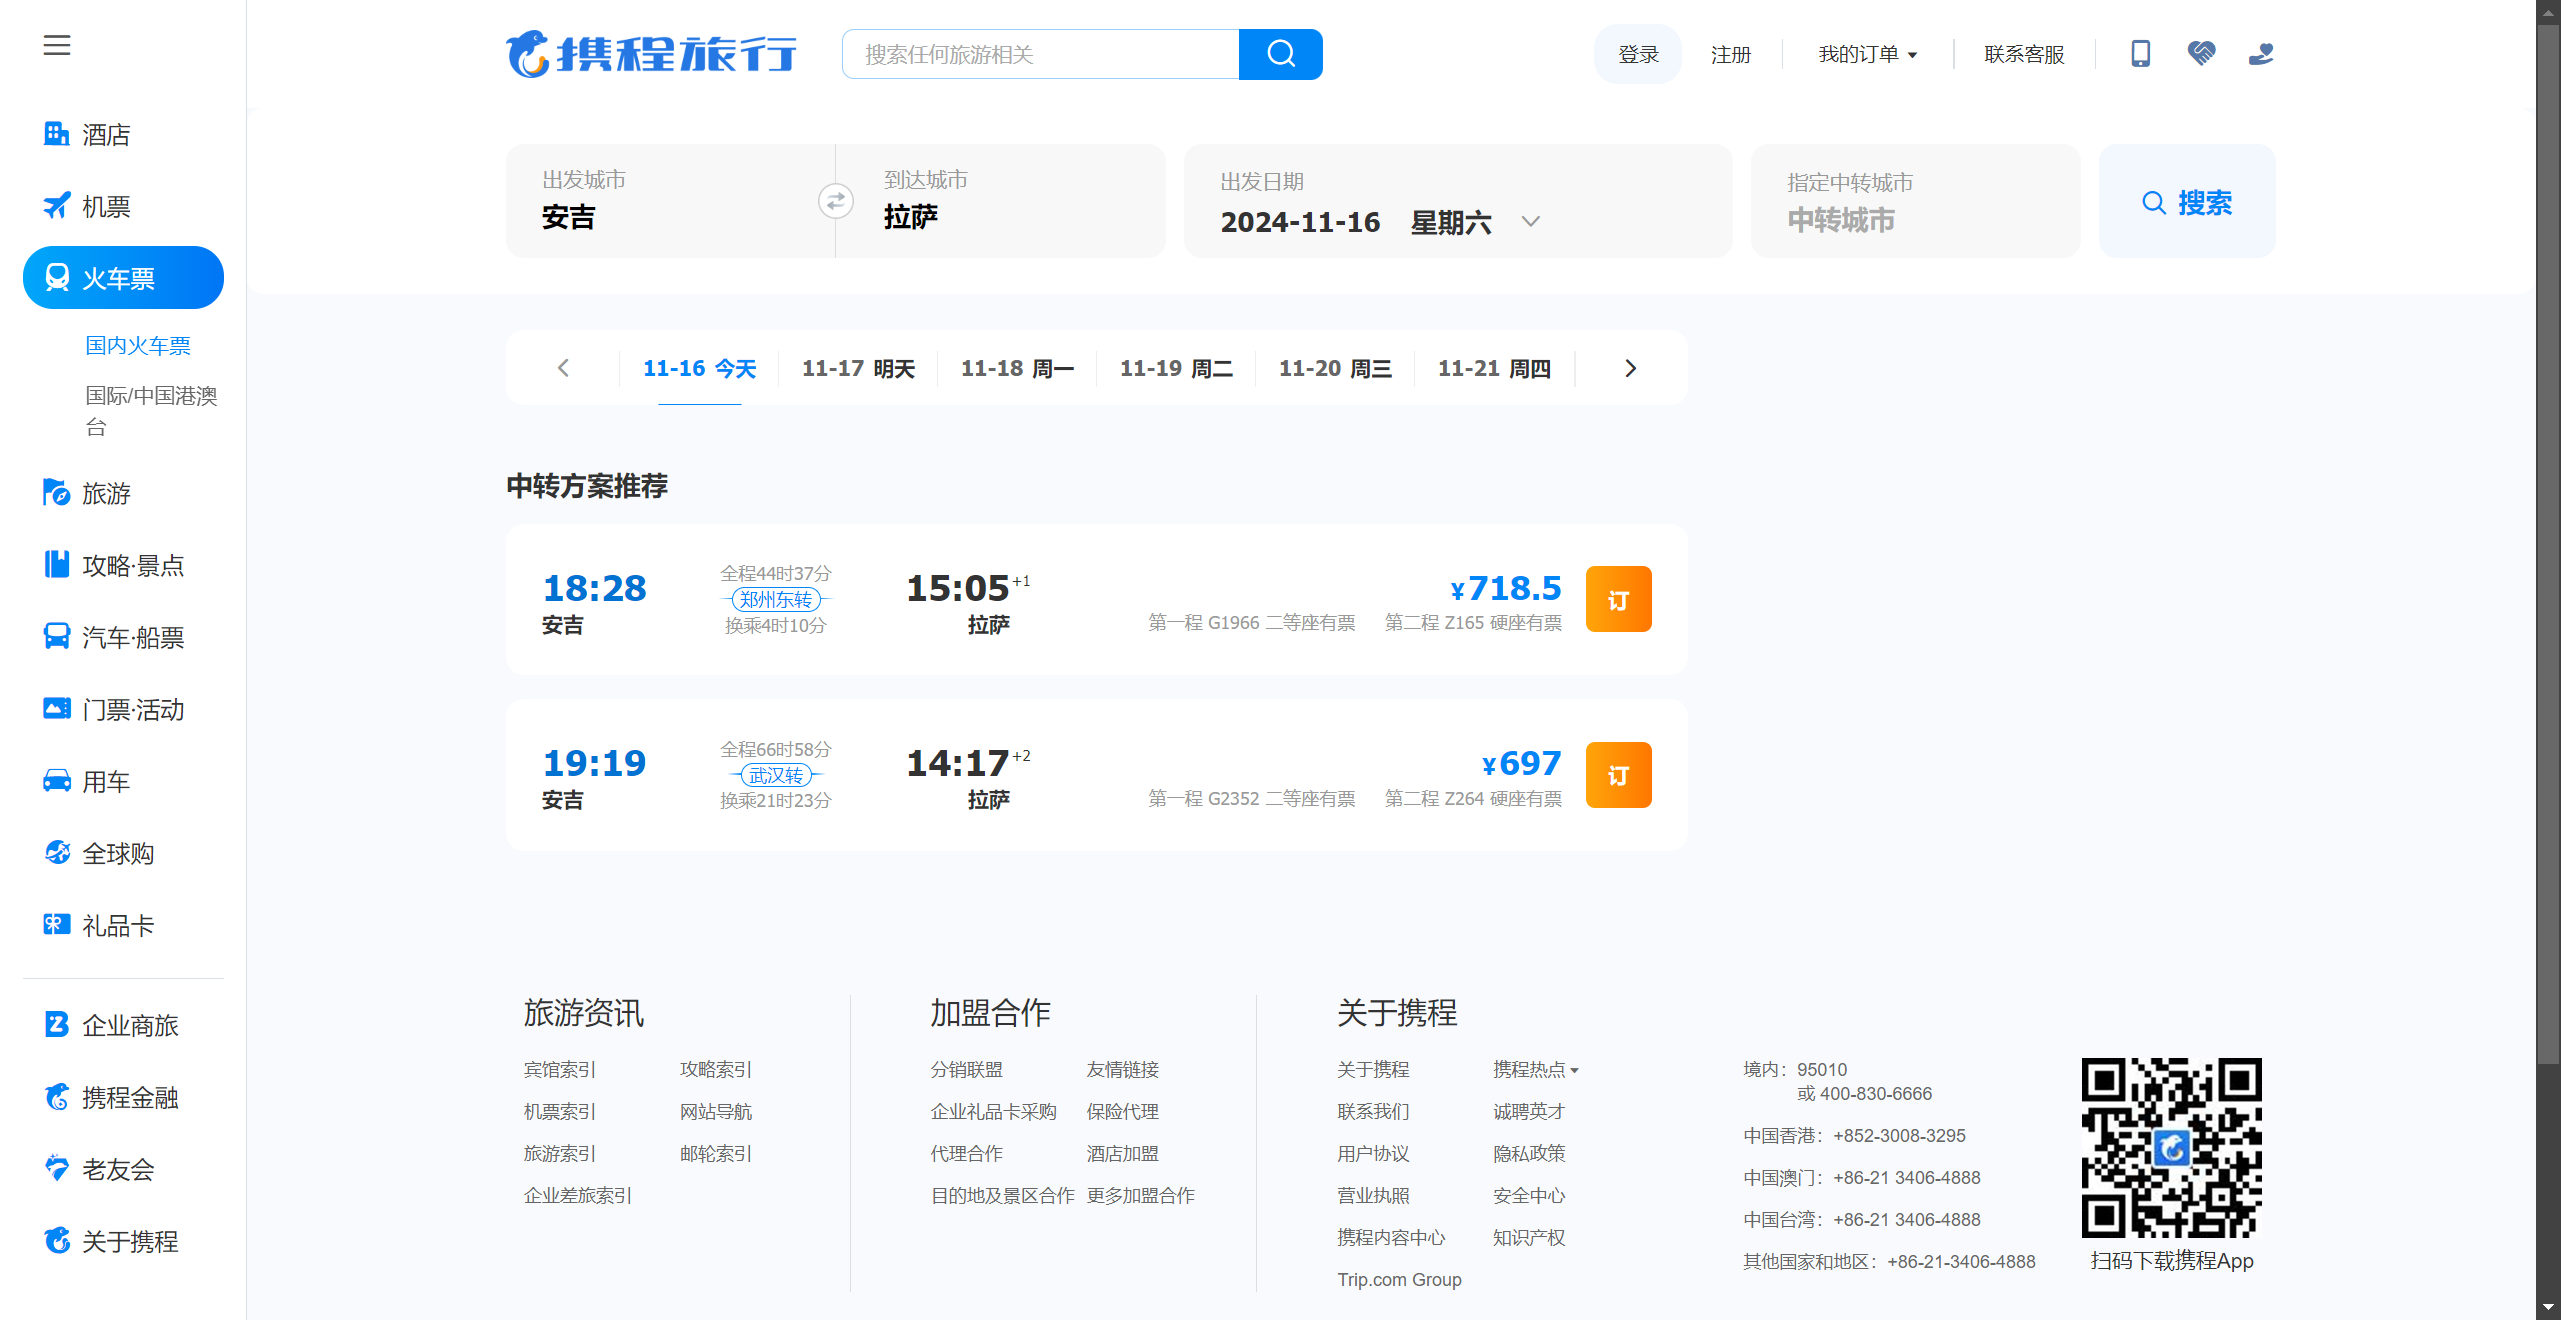 携程旅行
搜索任何旅游相关
登录
注册
我的订单
联系客服
酒店
机票
火车票
国内火车票
国际/中国港澳
台
旅游
攻略·景点
汽车·船票
门票·活动
用车
全球购
礼品卡
企业商旅
携程金融
老友会
关于携程
出发城市
安吉
到达城市
拉萨
出发日期
2024-11-16 星期六
指定中转城市
中转城市
搜索
11-16 今天
11-17 明天
11-18 周一
11-19 周二
11-20 周三
11-21 周四
中转方案推荐
18:28
安吉
全程44时37分
郑州东转
换乘4时10分
15:05+1
拉萨
¥718.5
第一程 G1966 二等座有票 第二程 Z165 硬座有票
订
19:19
安吉
全程66时58分
武汉转
换乘21时23分
14:17+2
拉萨
¥697
第一程 G2352 二等座有票 第二程 Z264 硬座有票
订
旅游资讯
宾馆索引 攻略索引
机票索引 网站导航
旅游索引 邮轮索引
企业差旅索引
加盟合作
分销联盟 友情链接
企业礼品卡采购 保险代理
代理合作 酒店加盟
目的地及景区合作 更多加盟合作
关于携程
关于携程 携程热点
联系我们 诚聘英才
用户协议 隐私政策
营业执照 安全中心
携程内容中心 知识产权
Trip.com Group
境内：95010
或 400-830-6666
中国香港：+852-3008-3295
中国澳门：+86-21 3406-4888
中国台湾：+86-21 3406-4888
其他国家和地区：+86-21-3406-4888
扫码下载携程App